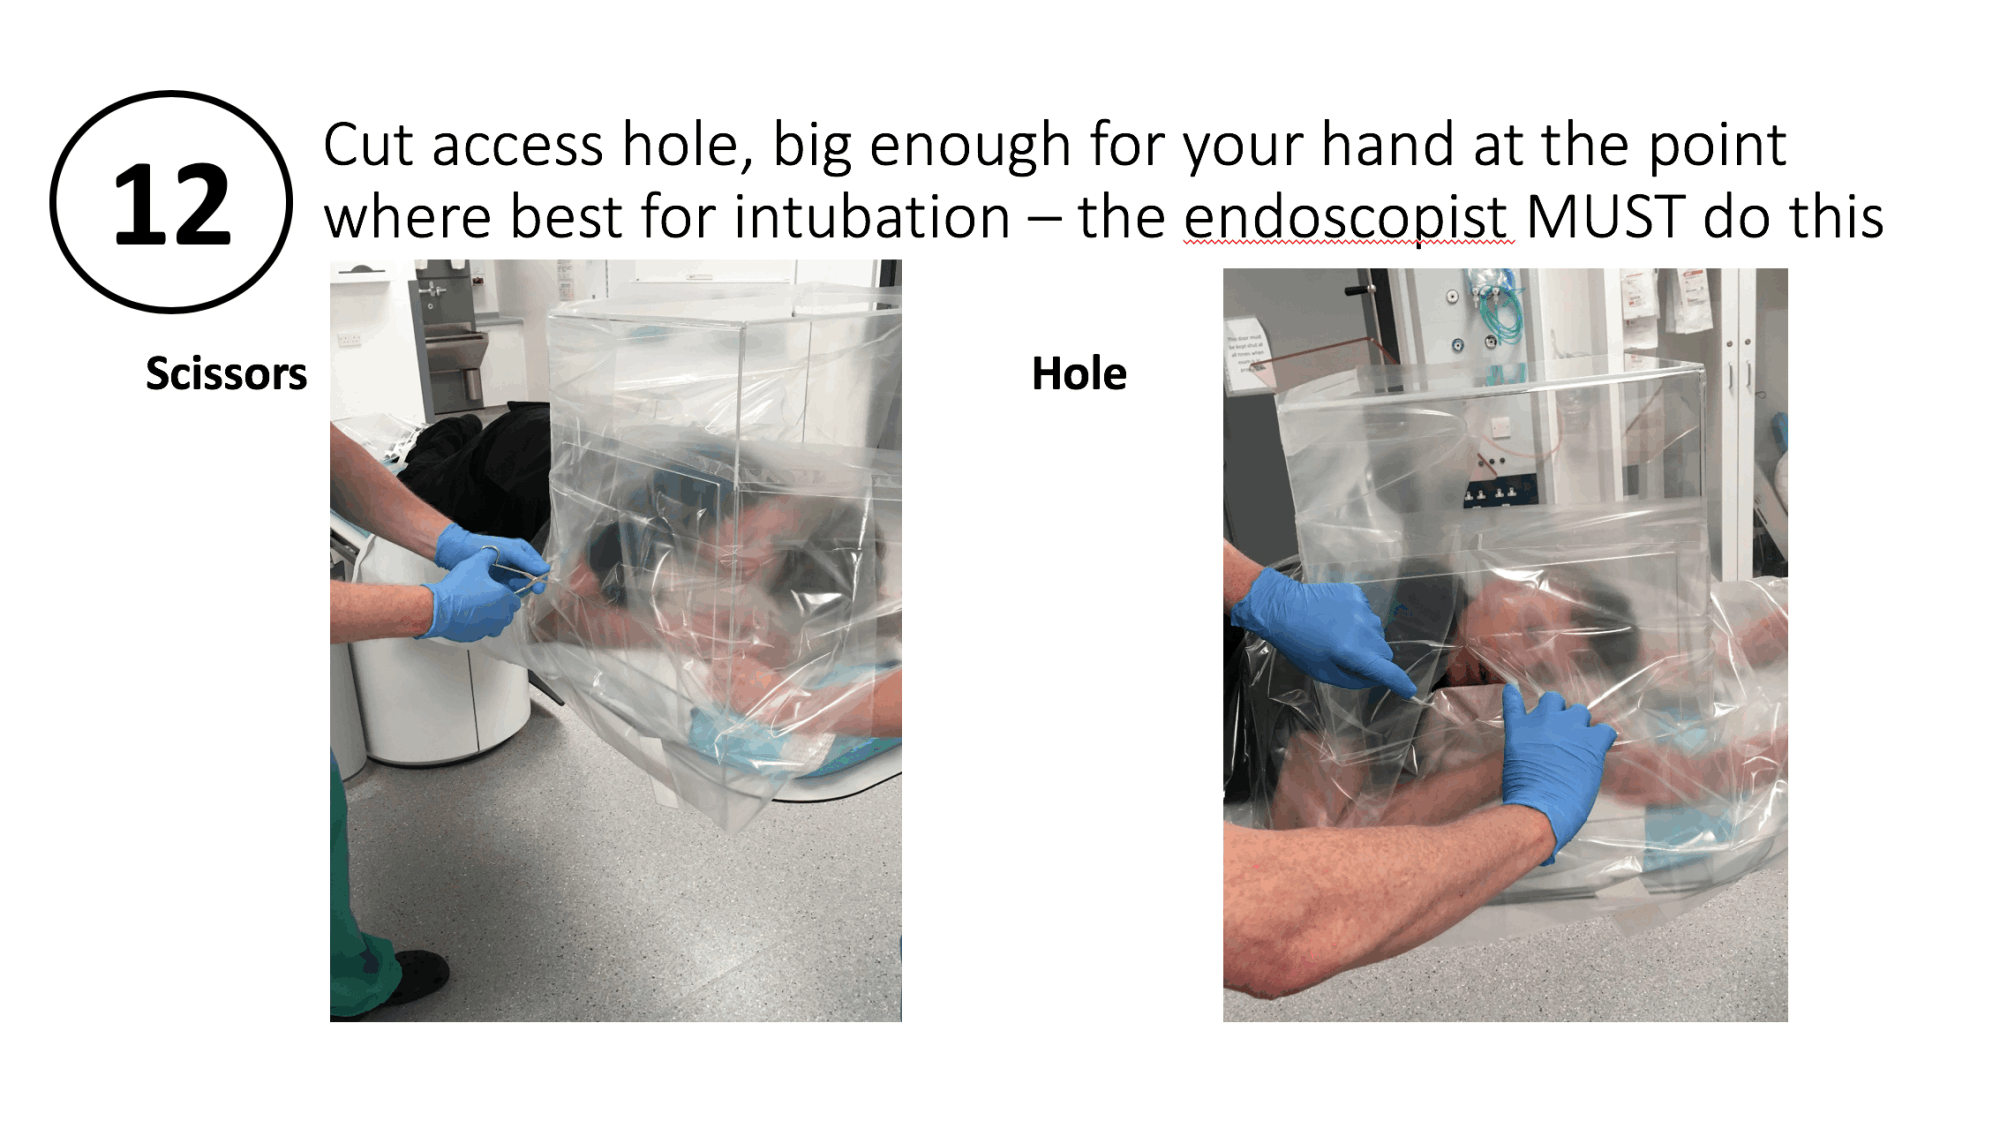 12
Cut access hole, big enough for your hand at the point
where best for intubation – the endoscopist MUST do this
Scissors
Hole